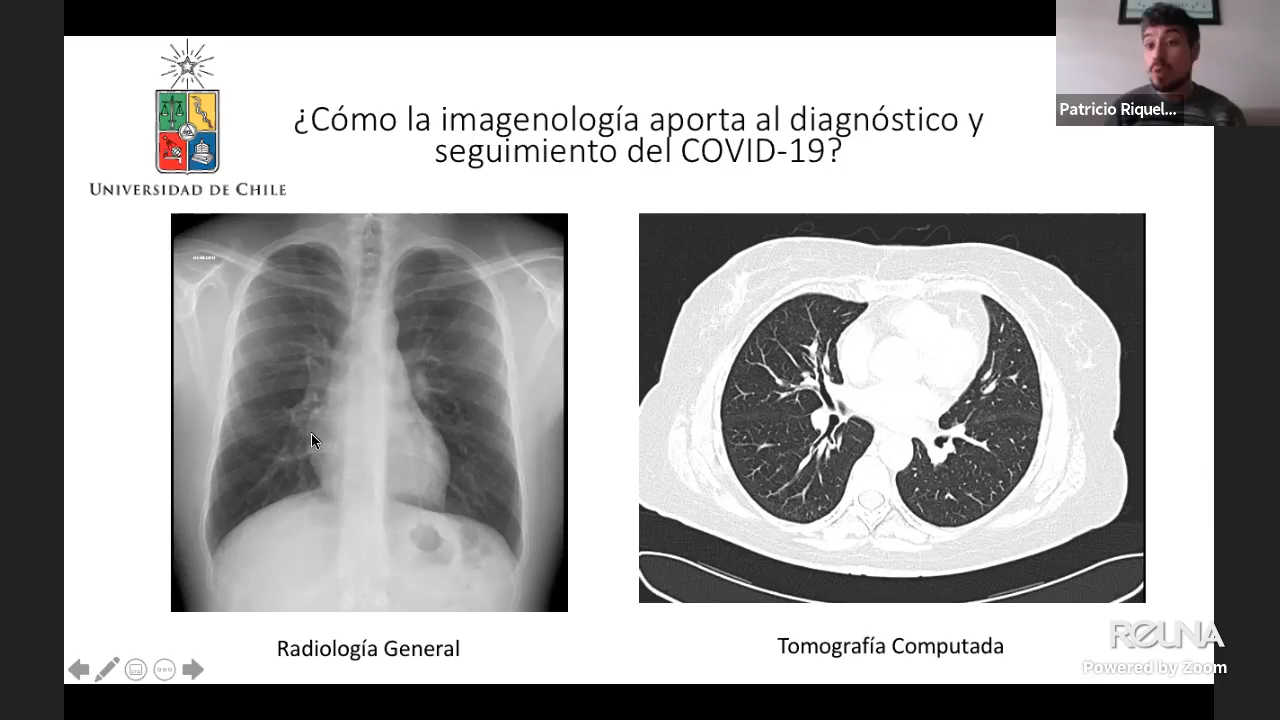 Patricio Riquel...
¿Cómo la imagenología aporta al diagnóstico y
seguimiento del COVID-19?
UNIVERSIDAD DE CHILE
Radiología General
Tomografía Computada
REUNA
Powered by Zoom